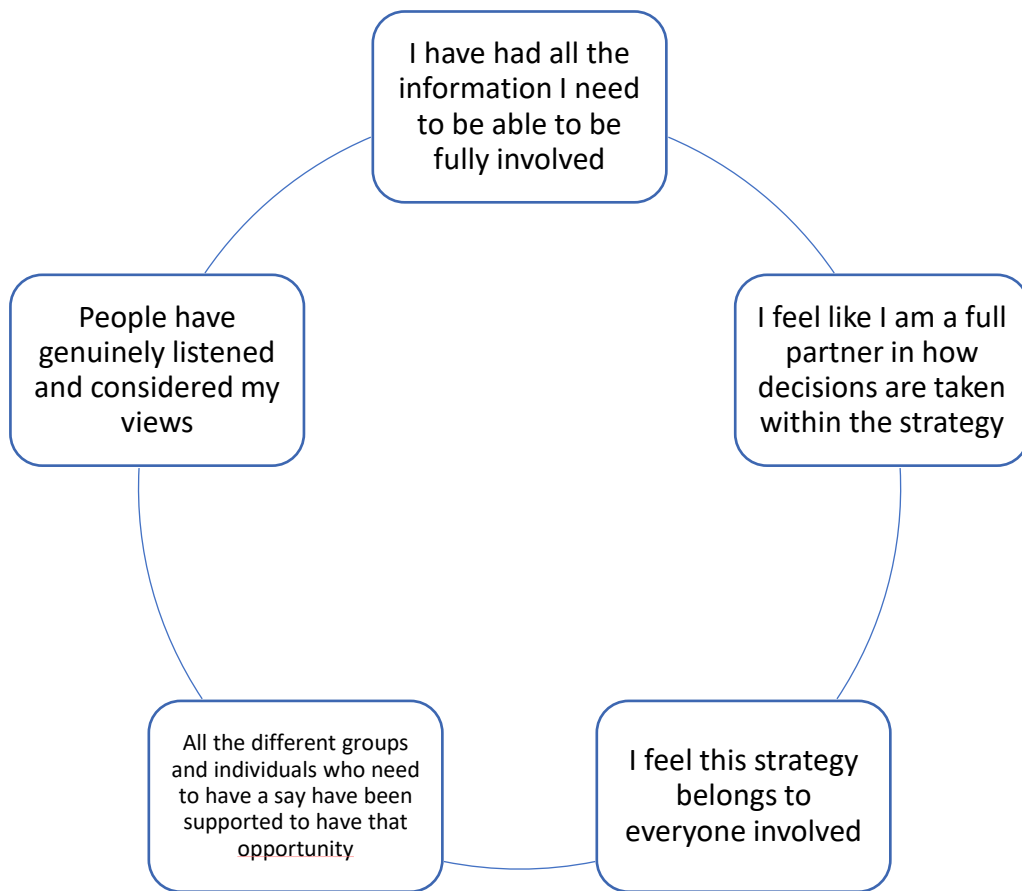 I have had all the
information I need
to be able to be
fully involved
People have
genuinely listened
and considered my
views
I feel like I am a full
partner in how
decisions are taken
within the strategy
All the different groups
and individuals who need
to have a say have been
supported to have that
opportunity
I feel this strategy
belongs to
everyone involved